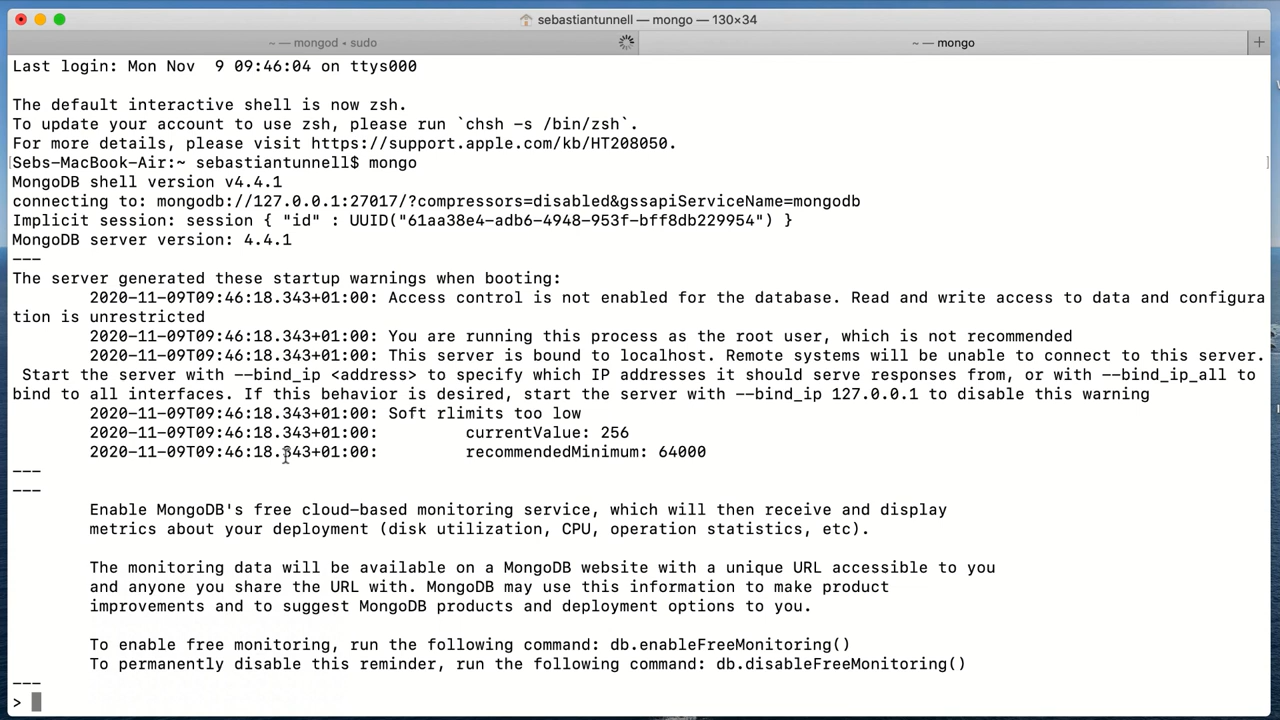 sebastiantunnell — mongo — 130×34
~ — mongod • sudo
~ — mongo
Last login: Mon Nov  9 09:46:04 on ttys000
The default interactive shell is now zsh.
To update your account to use zsh, please run `chsh -s /bin/zsh`.
For more details, please visit https://support.apple.com/kb/HT208050.
[Sebs-MacBook-Air:~ sebastiantunnell$ mongo ]
MongoDB shell version v4.4.1
connecting to: mongodb://127.0.0.1:27017/?compressors=disabled&gssapiServiceName=mongodb
Implicit session: session { "id" : UUID("61aa38e4-adb6-4948-953f-bff8db229954") }
MongoDB server version: 4.4.1
---
The server generated these startup warnings when booting:
2020-11-09T09:46:18.343+01:00: Access control is not enabled for the database. Read and write access to data and configura
tion is unrestricted
2020-11-09T09:46:18.343+01:00: You are running this process as the root user, which is not recommended
2020-11-09T09:46:18.343+01:00: This server is bound to localhost. Remote systems will be unable to connect to this server.
Start the server with --bind_ip <address> to specify which IP addresses it should serve responses from, or with --bind_ip_all to
bind to all interfaces. If this behavior is desired, start the server with --bind_ip 127.0.0.1 to disable this warning
2020-11-09T09:46:18.343+01:00: Soft rlimits too low
2020-11-09T09:46:18.343+01:00:         currentValue: 256
2020-11-09T09:46:18.343+01:00:         recommendedMinimum: 64000
---
---
Enable MongoDB's free cloud-based monitoring service, which will then receive and display
metrics about your deployment (disk utilization, CPU, operation statistics, etc).
The monitoring data will be available on a MongoDB website with a unique URL accessible to you
and anyone you share the URL with. MongoDB may use this information to make product
improvements and to suggest MongoDB products and deployment options to you.
To enable free monitoring, run the following command: db.enableFreeMonitoring()
To permanently disable this reminder, run the following command: db.disableFreeMonitoring()
---
>